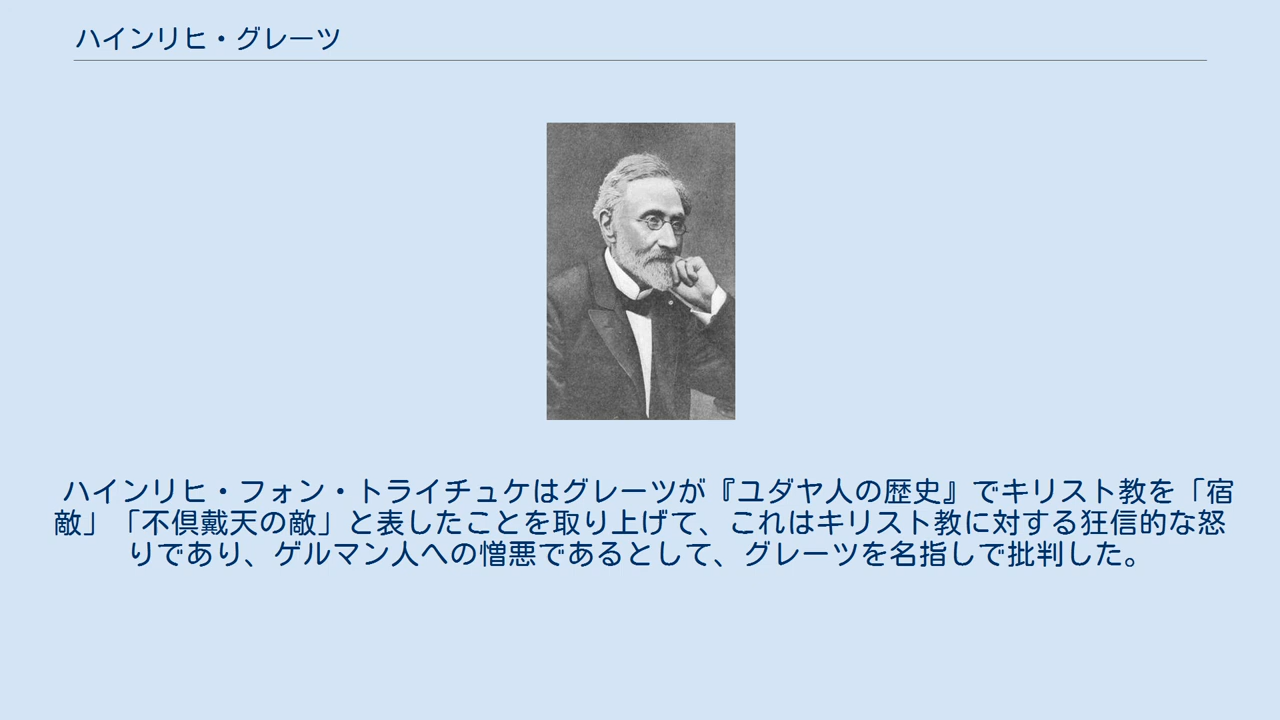 ハインリヒ・グレーツ
ハインリヒ・フォン・トライチュケはグレーツが『ユダヤ人の歴史』でキリスト教を「宿
敵」「不倶戴天の敵」と表したことを取り上げて、これはキリスト教に対する狂信的な怒
りであり、ゲルマン人への憎悪であるとして、グレーツを名指しで批判した。